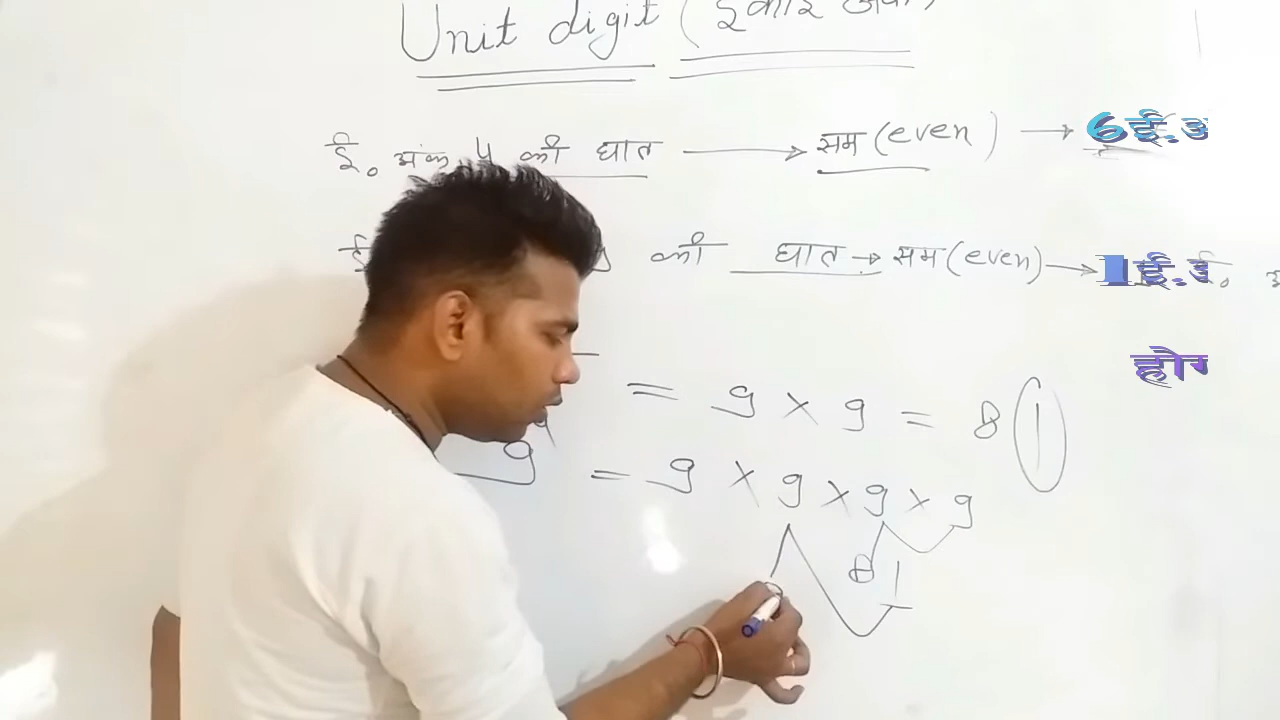 Unit digit (इकाई
ई. अंक 4 की घात → सम (even) → 6 ई.अ
ई 9 की घात → सम (even) → 1 ई.अ
होग
= 9 × 9 = 81
9⁴ = 9 × 9 × 9 × 9
81